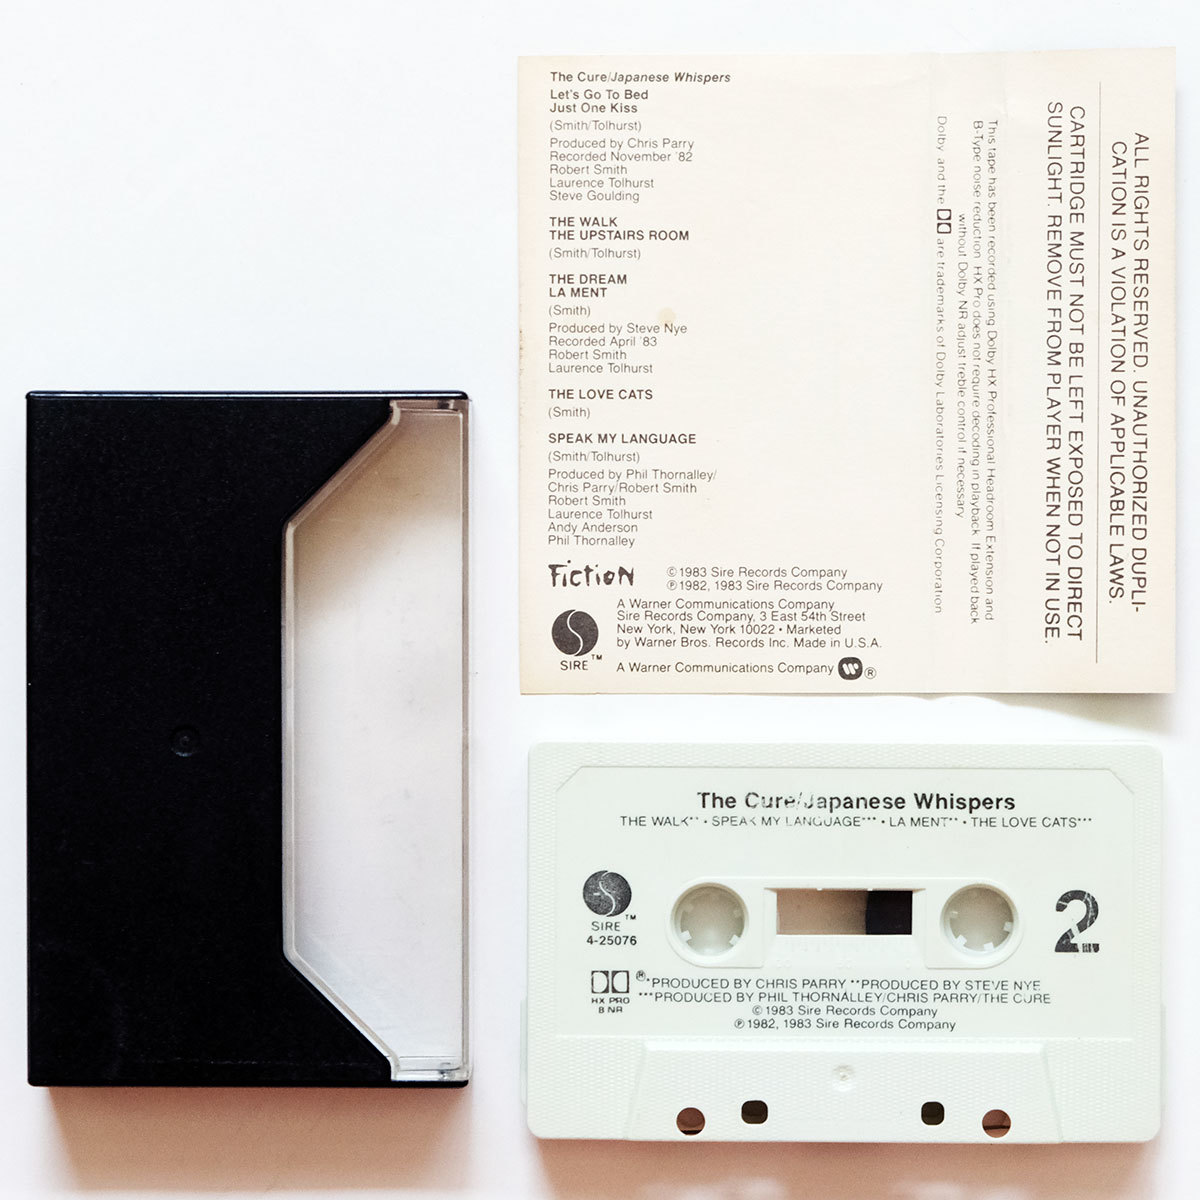 The Cure/Japanese Whispers
Let's Go To Bed
Just One Kiss
(Smith/Tolhurst)
Produced by Chris Parry
Recorded November '82
Robert Smith
Laurence Tolhurst
Steve Goulding
THE WALK
THE UPSTAIRS ROOM
(Smith/Tolhurst)
THE DREAM
LA MENT
(Smith)
Produced by Steve Nye
Recorded April '83
Robert Smith
Laurence Tolhurst
THE LOVE CATS
(Smith)
SPEAK MY LANGUAGE
(Smith/Tolhurst)
Produced by Phil Thornalley/
Chris Parry/Robert Smith
Robert Smith
Laurence Tolhurst
Andy Anderson
Phil Thornalley
Fiction
©1983 Sire Records Company
℗1982, 1983 Sire Records Company
SIRE™
A Warner Communications Company
Sire Records Company, 3 East 54th Street
New York, New York 10022 • Marketed
by Warner Bros. Records Inc. Made in U.S.A.
A Warner Communications Company ®
This tape has been recorded using Dolby HX Professional Headroom Extension and
B-Type noise reduction. HX Pro does not require decoding in playback. If played back
without Dolby NR adjust treble control if necessary.
Dolby and the are trademarks of Dolby Laboratories Licensing Corporation
ALL RIGHTS RESERVED. UNAUTHORIZED DUPLI-
CATION IS A VIOLATION OF APPLICABLE LAWS.
CARTRIDGE MUST NOT BE LEFT EXPOSED TO DIRECT
SUNLIGHT. REMOVE FROM PLAYER WHEN NOT IN USE.
The Cure/Japanese Whispers
THE WALK** • SPEAK MY LANGUAGE*** • LA MENT** • THE LOVE CATS***
SIRE™
4-25076
2
HX PRO
B NR
®
*PRODUCED BY CHRIS PARRY **PRODUCED BY STEVE NYE
***PRODUCED BY PHIL THORNALLEY/CHRIS PARRY/THE CURE
©1983 Sire Records Company
℗1982, 1983 Sire Records Company